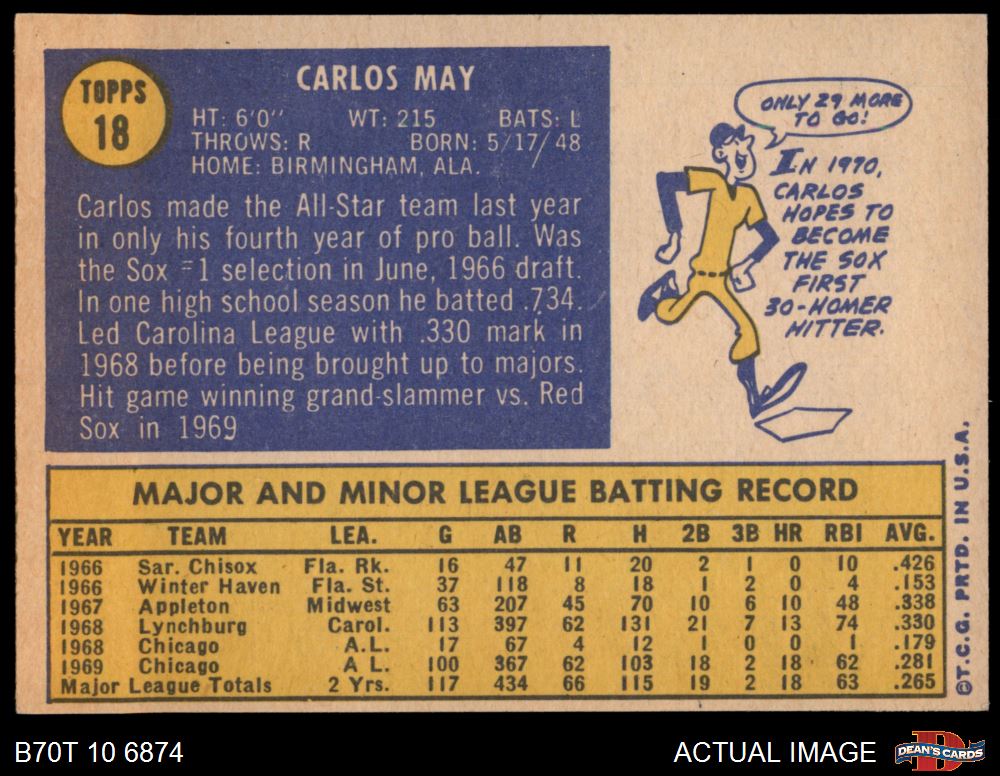 TOPPS
18
CARLOS MAY
HT: 6'0" WT: 215 BATS: L
THROWS: R BORN: 5/17/48
HOME: BIRMINGHAM, ALA.
Carlos made the All-Star team last year
in only his fourth year of pro ball. Was
the Sox =1 selection in June, 1966 draft.
In one high school season he batted .734.
Led Carolina League with .330 mark in
1968 before being brought up to majors.
Hit game winning grand-slammer vs. Red
Sox in 1969
ONLY 29 MORE
TO GO!
IN 1970,
CARLOS
HOPES TO
BECOME
THE SOX
FIRST
30-HOMER
HITTER.
MAJOR AND MINOR LEAGUE BATTING RECORD
YEAR TEAM LEA. G AB R H 2B 3B HR RBI AVG.
1966 Sar. Chisox Fla. Rk. 16 47 11 20 2 1 0 10 .426
1966 Winter Haven Fla. St. 37 118 8 18 1 2 0 4 .153
1967 Appleton Midwest 63 207 45 70 10 6 10 48 .338
1968 Lynchburg Carol. 113 397 62 131 21 7 13 74 .330
1968 Chicago A.L. 17 67 4 12 1 0 0 1 .179
1969 Chicago A L. 100 367 62 103 18 2 18 62 .281
Major League Totals 2 Yrs. 117 434 66 115 19 2 18 63 .265
©T.C.G. PRTD. IN U.S.A.
B70T 10 6874
ACTUAL IMAGE
DEAN'S CARDS